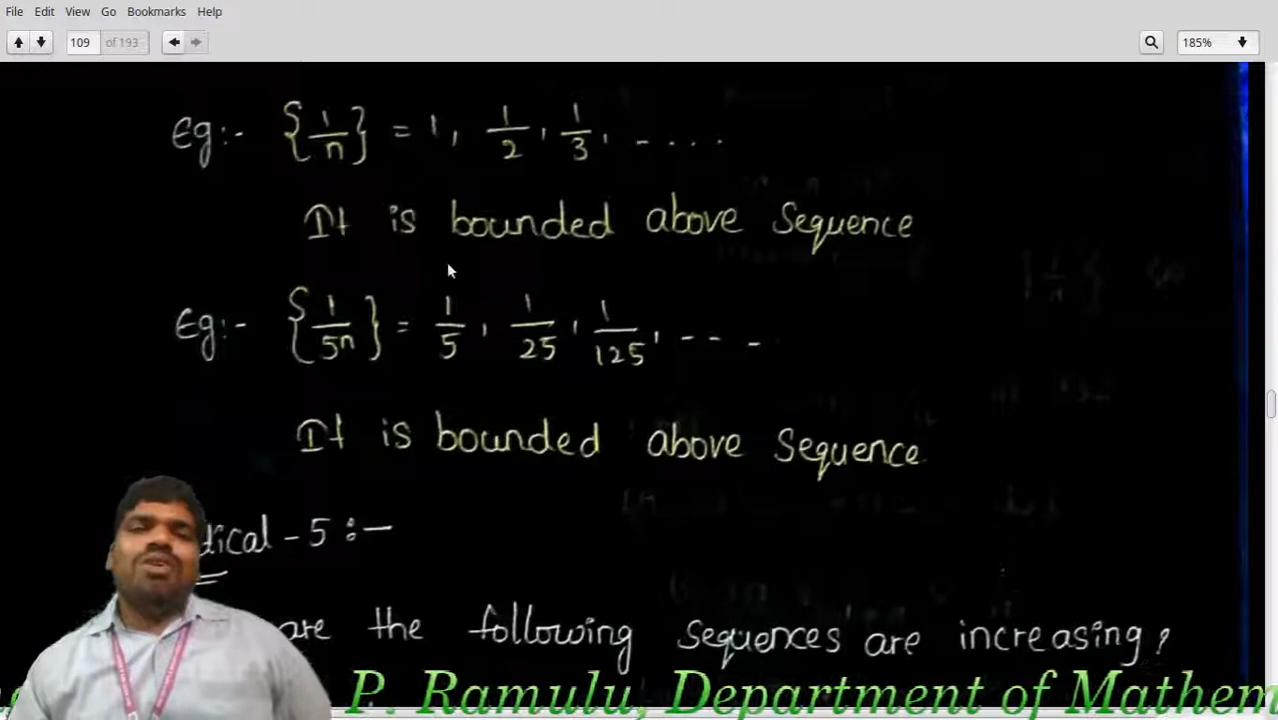 File Edit View Go Bookmarks Help
109 of 193 185%
Eg:- {1/n} = 1, 1/2, 1/3, -....
It is bounded above Sequence
Eg:- {1/5ⁿ} = 1/5, 1/25, 1/125, -- -
It is bounded above Sequence
tical - 5 :-
are the following sequences are increasing,
P. Ramulu, Department of Mathem